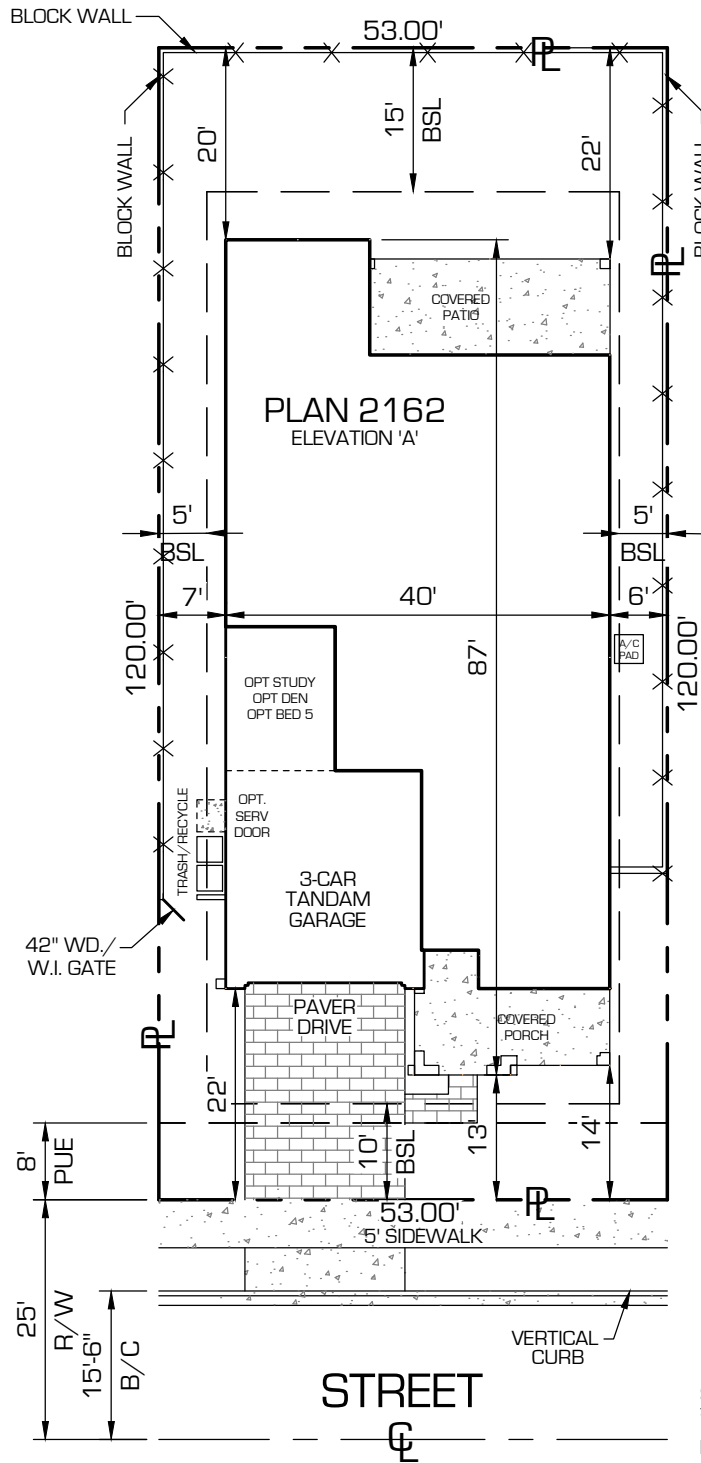 BLOCK WALL
53.00'
PL
BLOCK WALL
20'
15'
BSL
22'
BLOCK WALL
PL
COVERED
PATIO
PLAN 2162
ELEVATION 'A'
5'
BSL
5'
BSL
7'
40'
6'
120.00'
87'
A/C
PAD
120.00'
OPT STUDY
OPT DEN
OPT BED 5
TRASH/RECYCLE
OPT.
SERV
DOOR
3-CAR
TANDAM
GARAGE
42" WD./
W.I. GATE
PL
PAVER
DRIVE
COVERED
PORCH
22'
10'
BSL
13'
14'
8'
PUE
53.00'
PL
5' SIDEWALK
25'
R/W
15'-6"
B/C
VERTICAL
CURB
STREET
CL